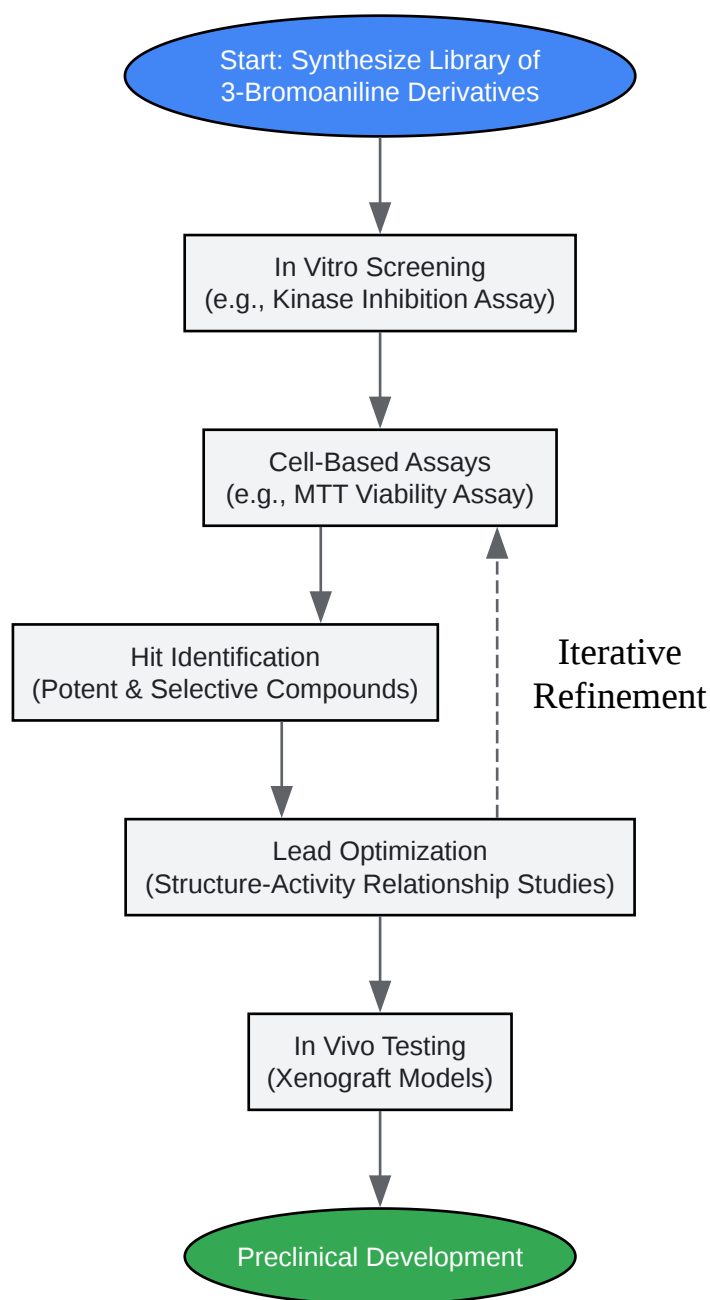 Start: Synthesize Library of
3-Bromoaniline Derivatives
In Vitro Screening
(e.g., Kinase Inhibition Assay)
Cell-Based Assays
(e.g., MTT Viability Assay)
Hit Identification
(Potent & Selective Compounds)
Iterative
Refinement
Lead Optimization
(Structure-Activity Relationship Studies)
In Vivo Testing
(Xenograft Models)
Preclinical Development